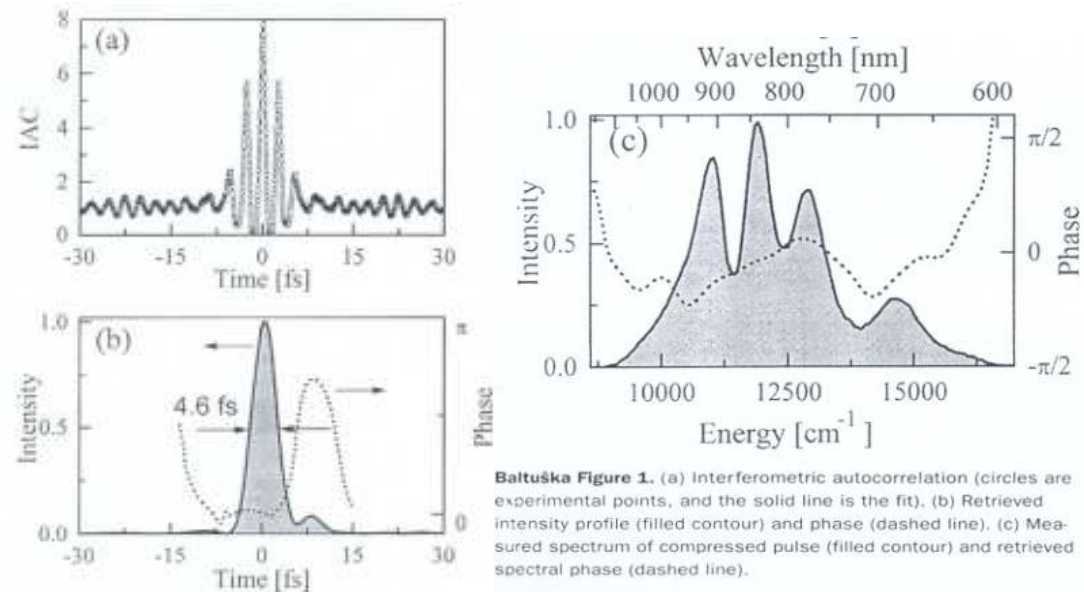 (a)
8
6
4
2
0
IAC
-30 -15 0 15 30
Time [fs]
(b)
1.0
0.5
0.0
Intensity
4.6 fs
π
0
Phase
-30 -15 0 15 30
Time [fs]
Wavelength [nm]
1000 900 800 700 600
(c)
1.0
0.5
0.0
Intensity
π/2
0
-π/2
Phase
10000 12500 15000
Energy [cm-1]
Baltuška Figure 1. (a) Interferometric autocorrelation (circles are
experimental points, and the solid line is the fit). (b) Retrieved
intensity profile (filled contour) and phase (dashed line). (c) Mea-
sured spectrum of compressed pulse (filled contour) and retrieved
spectral phase (dashed line).